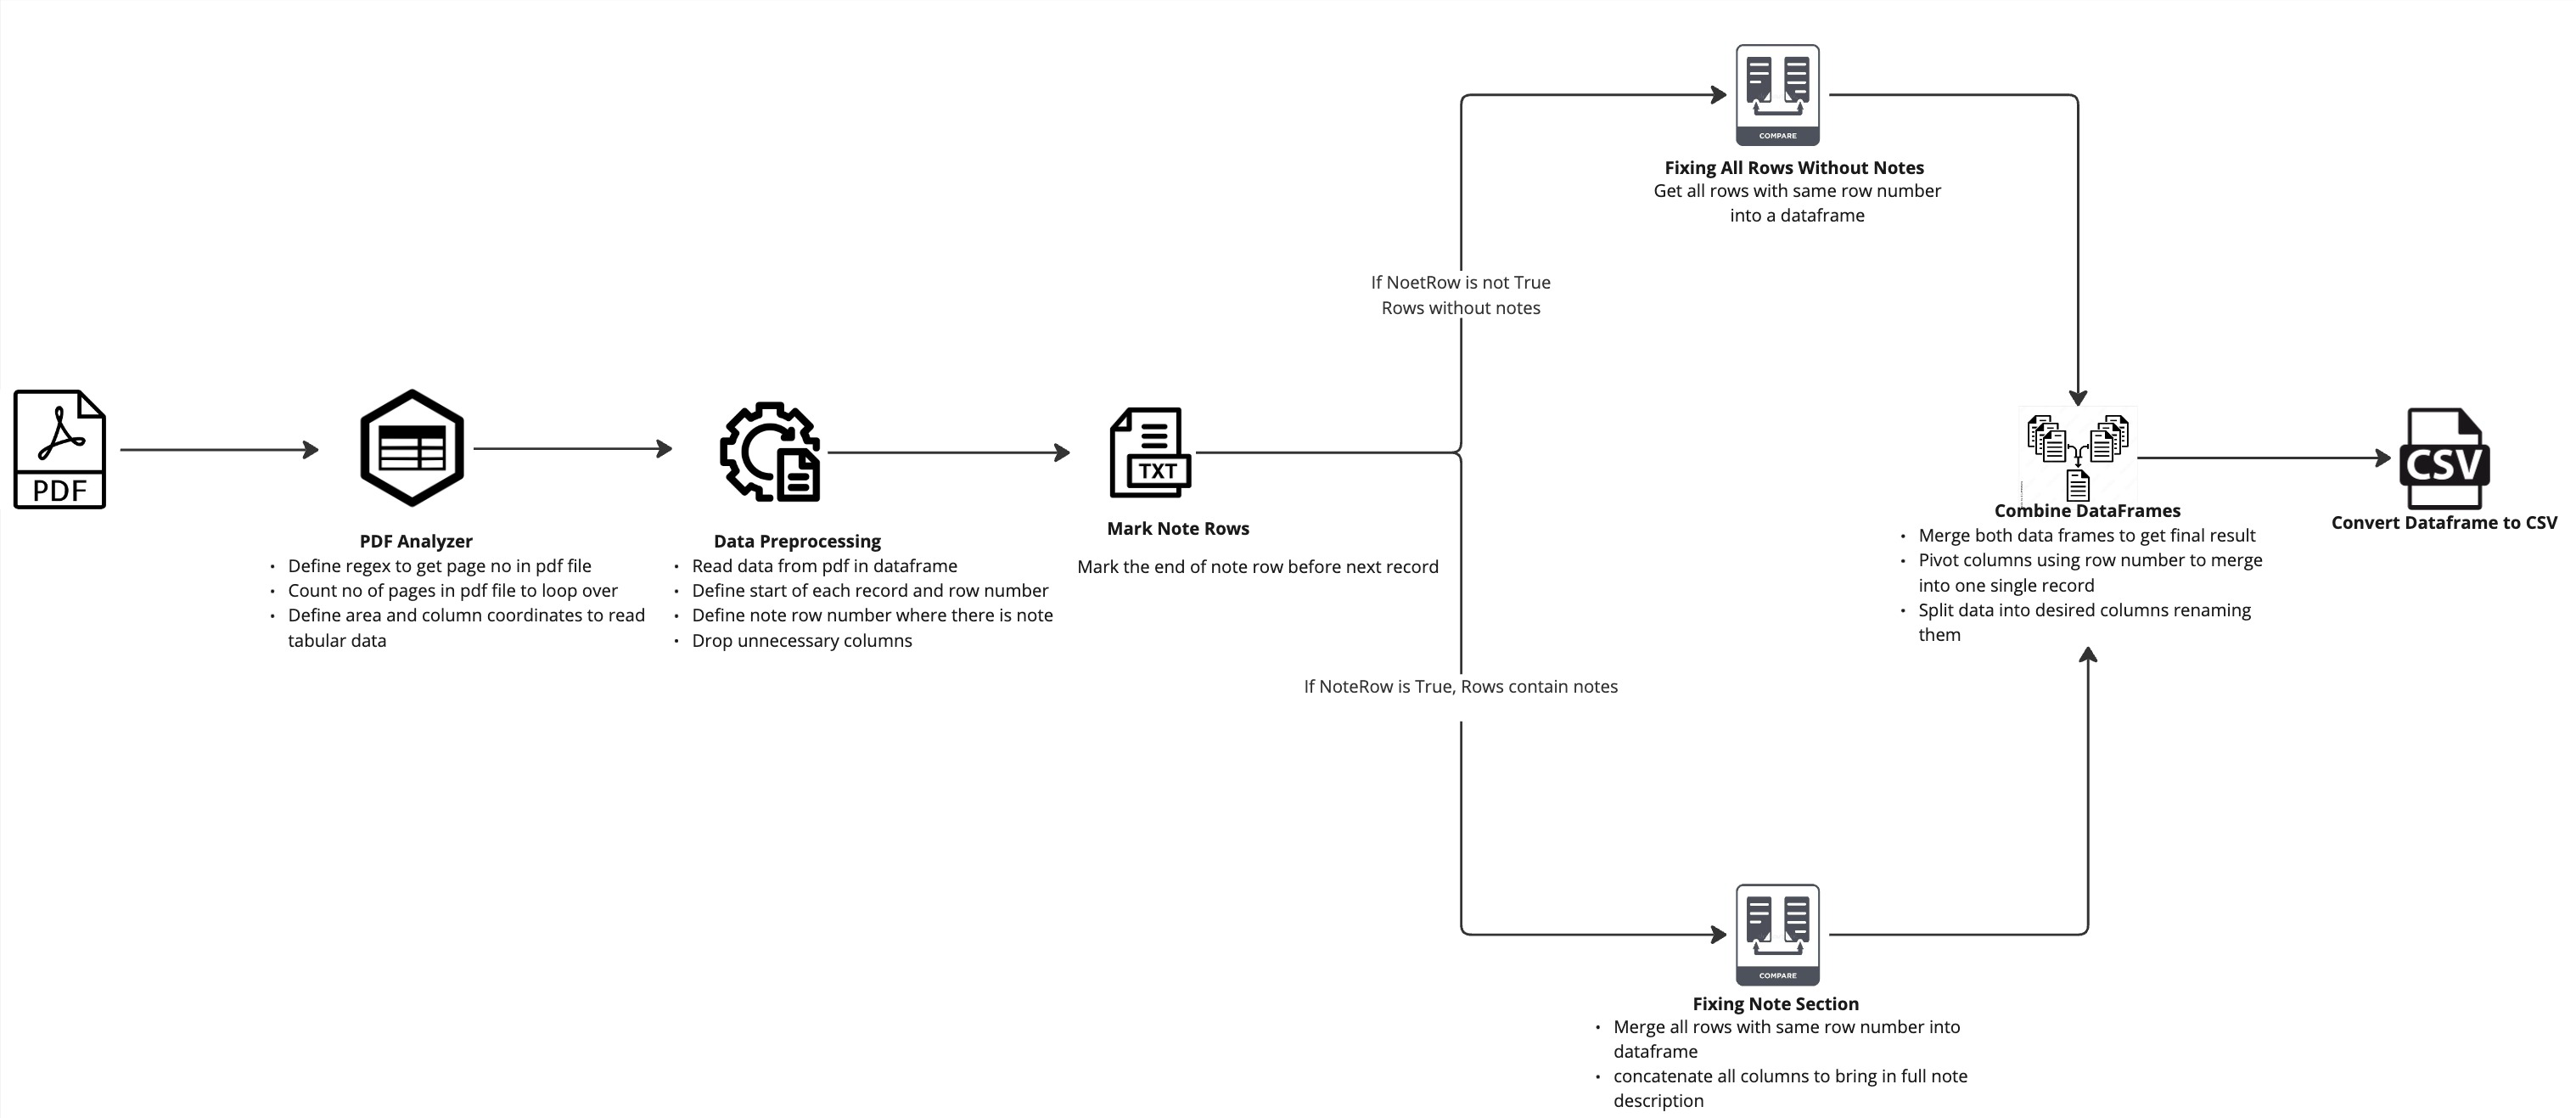 PDF
PDF Analyzer
• Define regex to get page no in pdf file
• Count no of pages in pdf file to loop over
• Define area and column coordinates to read
tabular data
Data Preprocessing
• Read data from pdf in dataframe
• Define start of each record and row number
• Define note row number where there is note
• Drop unnecessary columns
TXT
Mark Note Rows
Mark the end of note row before next record
If NoetRow is not True
Rows without notes
If NoteRow is True, Rows contain notes
COMPARE
Fixing All Rows Without Notes
Get all rows with same row number
into a dataframe
COMPARE
Fixing Note Section
• Merge all rows with same row number into
dataframe
• concatenate all columns to bring in full note
description
Combine DataFrames
• Merge both data frames to get final result
• Pivot columns using row number to merge
into one single record
• Split data into desired columns renaming
them
CSV
Convert Dataframe to CSV